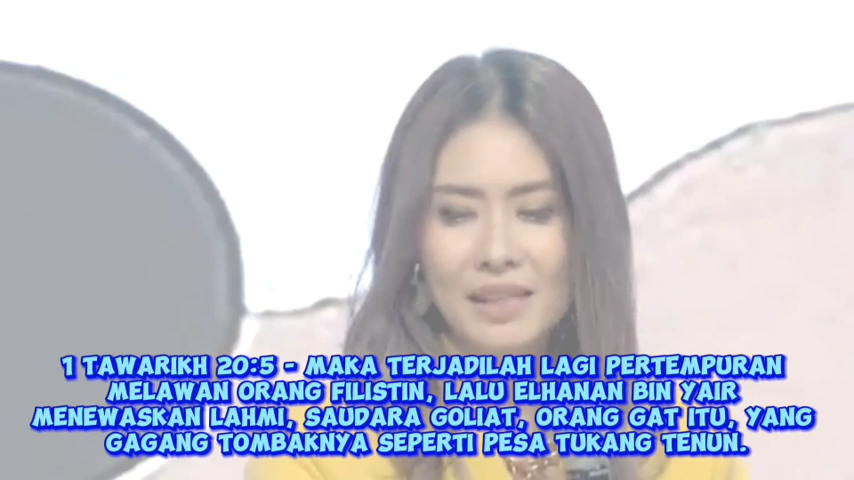 1 TAWARIKH 20:5 - MAKA TERJADILAH LAGI PERTEMPURAN
MELAWAN ORANG FILISTIN, LALU ELHANAN BIN YAIR
MENEWASKAN LAHMI, SAUDARA GOLIAT, ORANG GAT ITU, YANG
GAGANG TOMBAKNYA SEPERTI PESA TUKANG TENUN.